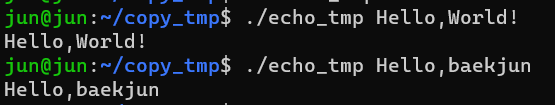 jun@jun:~/copy_tmp$ ./echo_tmp Hello,World!
Hello,World!
jun@jun:~/copy_tmp$ ./echo_tmp Hello,baekjun
Hello,baekjun